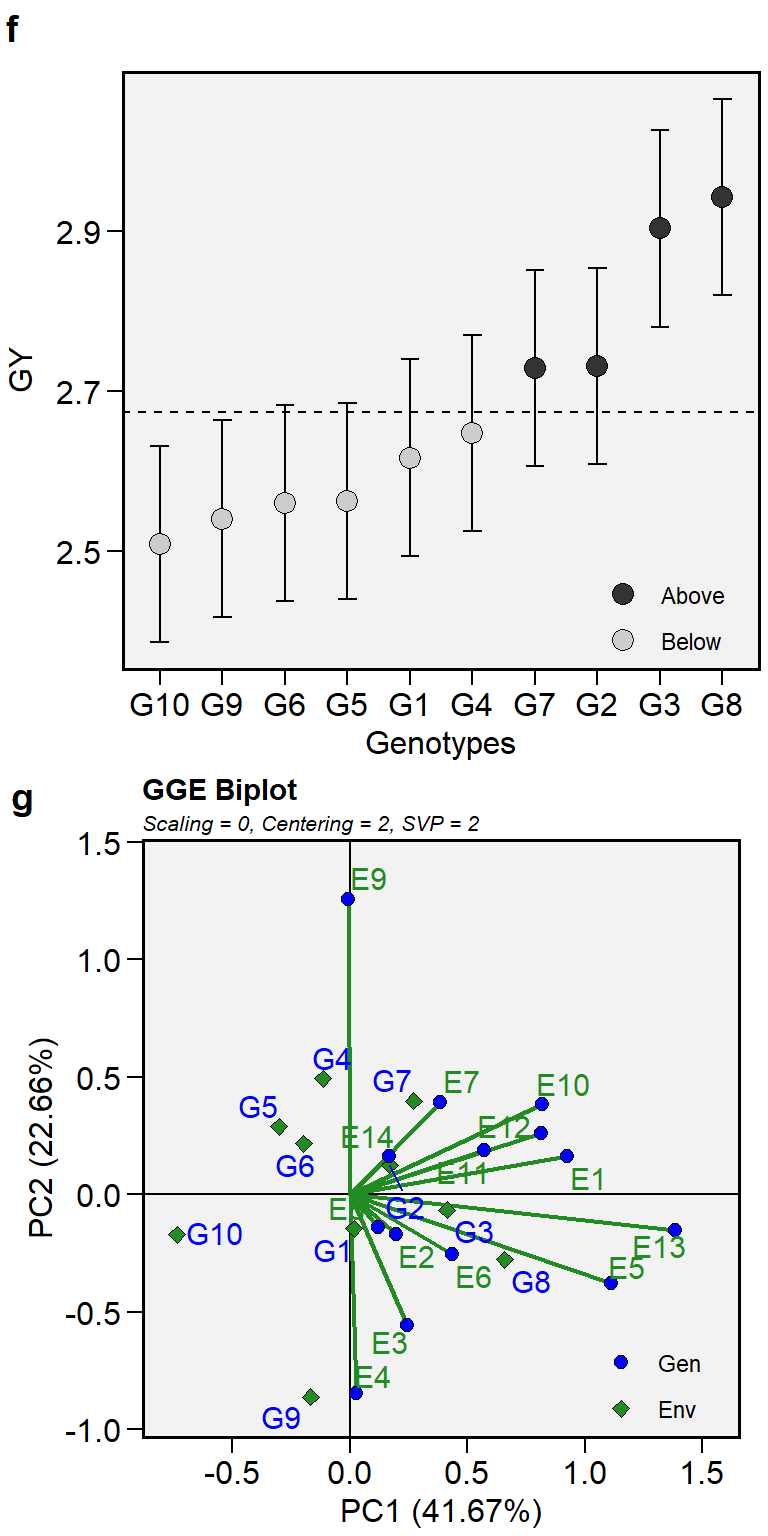 f
GY
2.9
2.7
2.5
Above
Below
G10 G9 G6 G5 G1 G4 G7 G2 G3 G8
Genotypes
g
GGE Biplot
Scaling = 0, Centering = 2, SVP = 2
PC2 (22.66%)
1.5
E9
1.0
0.5
G4
G7
E7
E10
G5
E14
E12
G6
E11
E1
0.0
G2
G10
G1
E2
G3
E13
E6
G8
E5
-0.5
E3
E4
G9
-1.0
Gen
Env
-0.5 0.0 0.5 1.0 1.5
PC1 (41.67%)